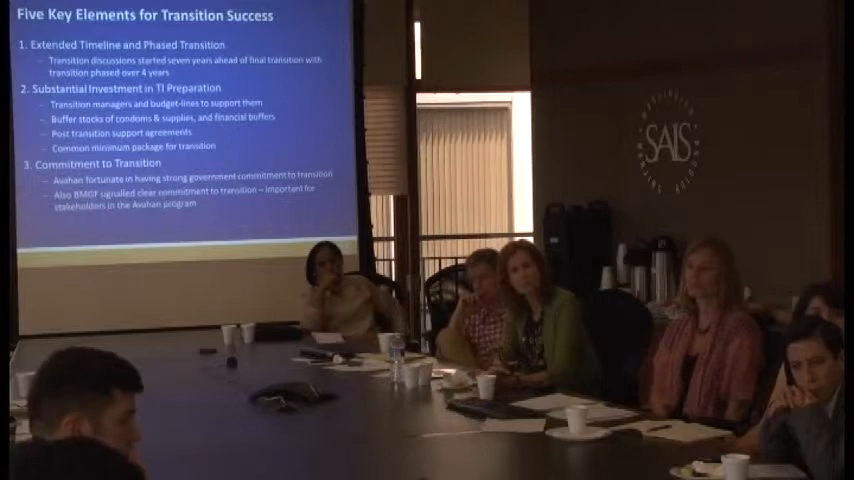 Five Key Elements for Transition Success
1. Extended Timeline and Phased Transition
– Transition discussions started seven years ahead of final transition with
transition phased over 4 years
2. Substantial Investment in TI Preparation
– Transition managers and budget-lines to support them
– Buffer stocks of condoms & supplies, and financial buffers
– Post transition support agreements
– Common minimum package for transition
3. Commitment to Transition
– Avahan fortunate in having strong government commitment to transition
– Also BMGF signalled clear commitment to transition – important for
stakeholders in the Avahan program
SAIS
WASHINGTON
NANJING
BOLOGNA